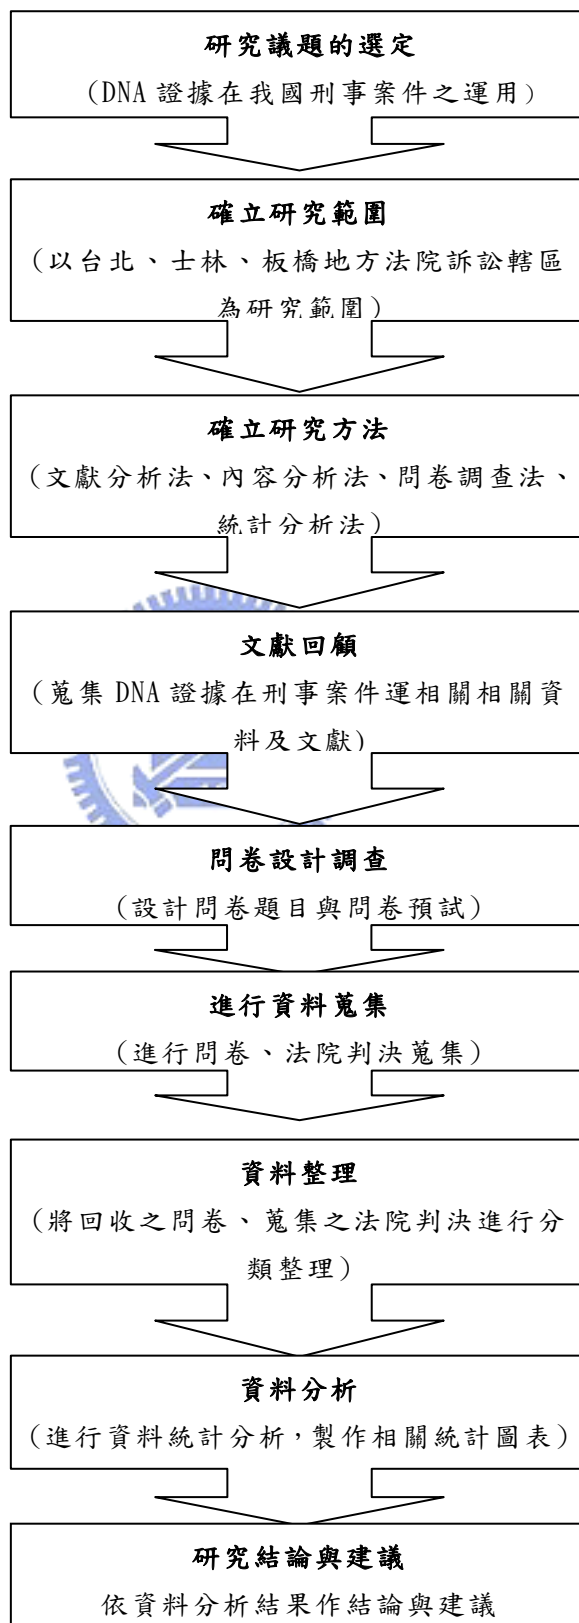 研究議題的選定
（DNA 證據在我國刑事案件之運用）
確立研究範圍
（以台北、士林、板橋地方法院訴訟轄區
為研究範圍）
確立研究方法
（文獻分析法、內容分析法、問卷調查法、
統計分析法）
文獻回顧
（蒐集 DNA 證據在刑事案件運相關相關資
料及文獻）
問卷設計調查
（設計問卷題目與問卷預試）
進行資料蒐集
（進行問卷、法院判決蒐集）
資料整理
（將回收之問卷、蒐集之法院判決進行分
類整理）
資料分析
（進行資料統計分析，製作相關統計圖表）
研究結論與建議
依資料分析結果作結論與建議